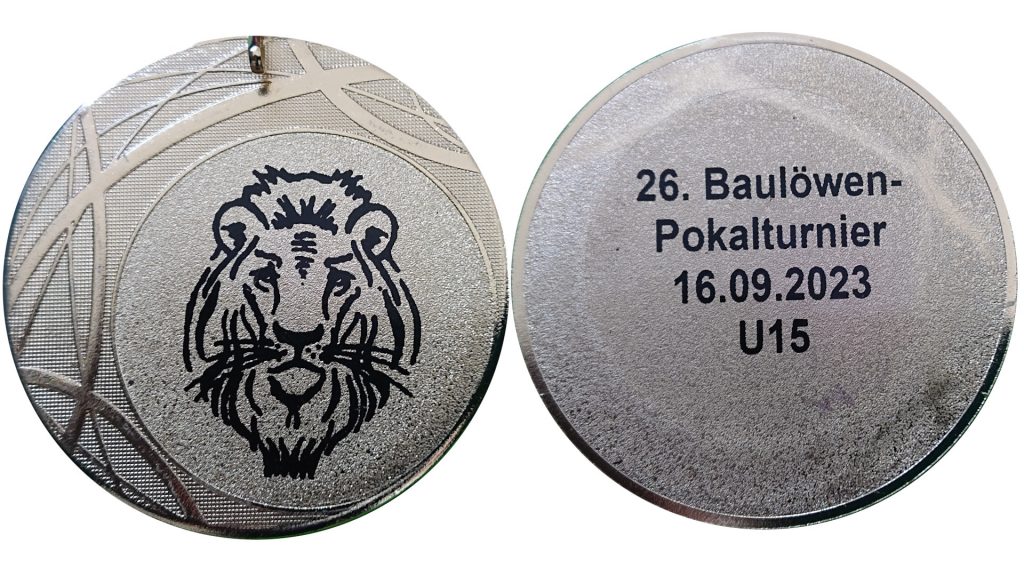 26. Baulöwen-
Pokalturnier
16.09.2023
U15